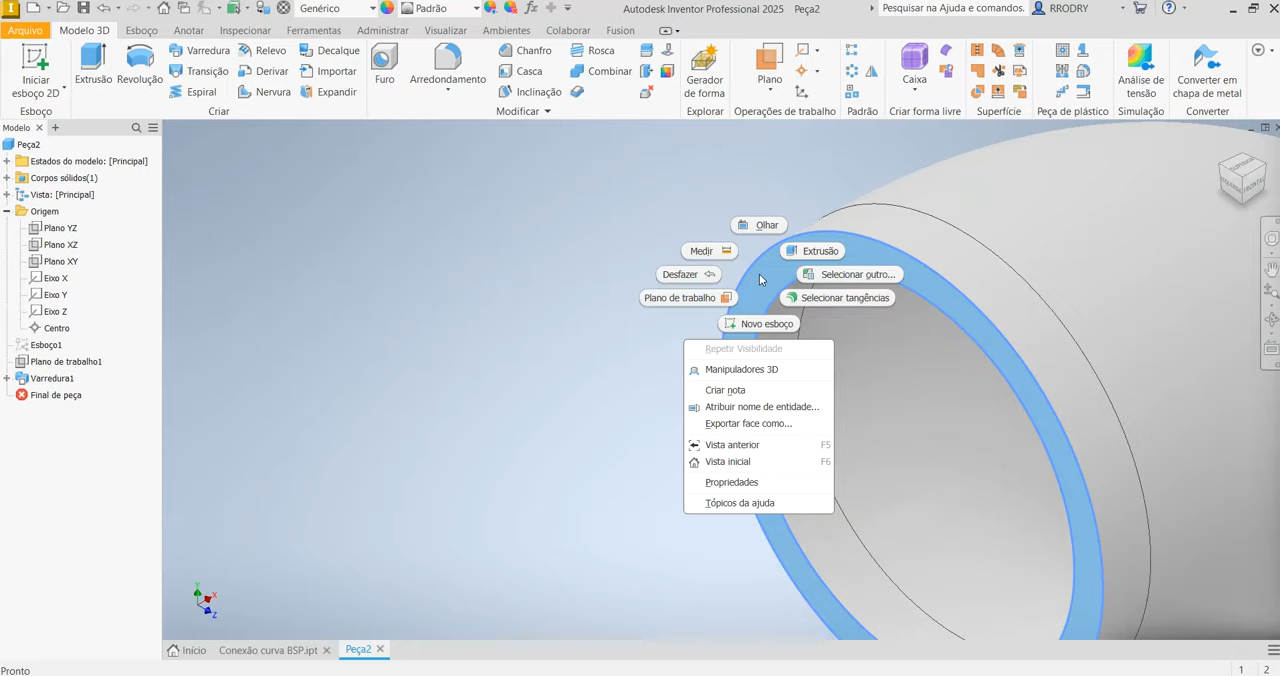 Genérico
Padrão
Autodesk Inventor Professional 2025 Peça2
Pesquisar na Ajuda e comandos.
RRODRY
Arquivo
Modelo 3D
Esboço
Anotar
Inspecionar
Ferramentas
Administrar
Visualizar
Ambientes
Colaborar
Fusion
Iniciar
esboço 2D
Extrusão
Revolução
Varredura
Transição
Espiral
Relevo
Derivar
Nervura
Decalque
Importar
Expandir
Furo
Arredondamento
Chanfro
Casca
Inclinação
Rosca
Combinar
Gerador
de forma
Plano
Caixa
Análise de
tensão
Converter em
chapa de metal
Esboço
Criar
Modificar
Explorar
Operações de trabalho
Padrão
Criar forma livre
Superfície
Peça de plástico
Simulação
Converter
Modelo
Peça2
Estados do modelo: [Principal]
Corpos sólidos(1)
Vista: [Principal]
Origem
Plano YZ
Plano XZ
Plano XY
Eixo X
Eixo Y
Eixo Z
Centro
Esboço1
Plano de trabalho1
Varredura1
Final de peça
SUPERIOR
FRONTAL
Olhar
Medir
Extrusão
Desfazer
Selecionar outro...
Plano de trabalho
Selecionar tangências
Novo esboço
Repetir Visibilidade
Manipuladores 3D
Criar nota
Atribuir nome de entidade...
Exportar face como...
Vista anterior F5
Vista inicial F6
Propriedades
Tópicos da ajuda
Y
X
Z
Início
Conexão curva BSP.ipt
Peça2
Pronto
1 2